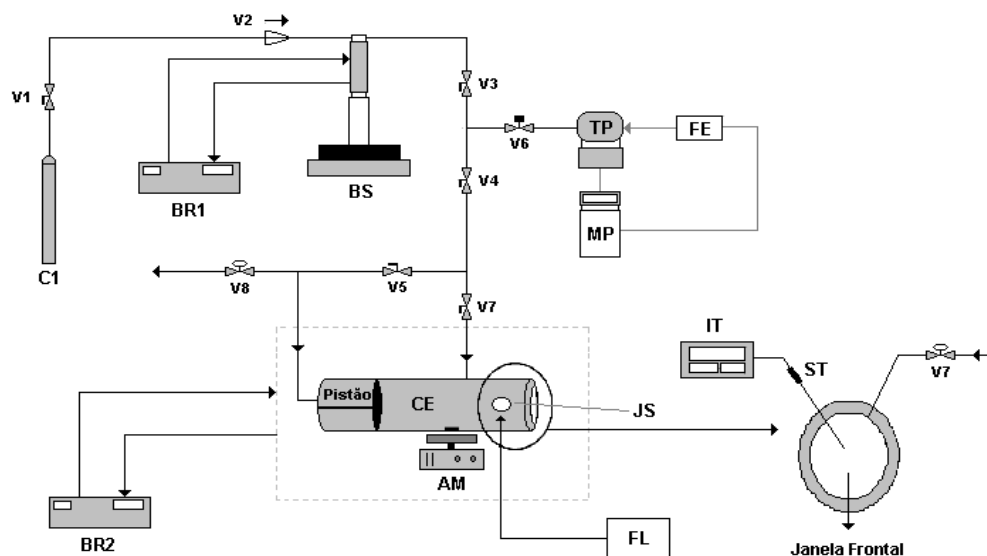 V2
V1
V3
TP
FE
V6
BS
BR1
V4
MP
C1
V8
V5
V7
IT
ST
V7
Pistão
CE
JS
AM
BR2
FL
Janela Frontal